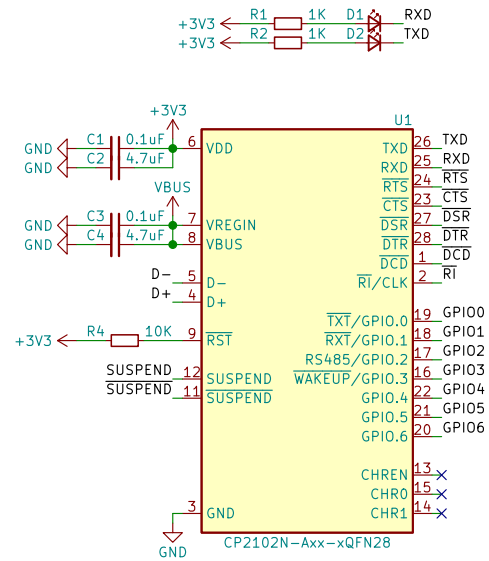 R1 1K D1 RXD
+3V3
R2 1K D2 TXD
+3V3
+3V3
U1
C1 0.1uF
GND
C2 4.7uF
GND
6 VDD
TXD 26 TXD
RXD 25 RXD
RTS 24 RTS
CTS 23 CTS
VBUS
C3 0.1uF
GND
C4 4.7uF
GND
7 VREGIN
8 VBUS
DSR 27 DSR
DTR 28 DTR
DCD 1 DCD
RI/CLK 2 RI
D- 5 D-
D+ 4 D+
TXT/GPIO.0 19 GPIO0
+3V3 R4 10K 9 RST
RXT/GPIO.1 18 GPIO1
RS485/GPIO.2 17 GPIO2
SUSPEND 12 SUSPEND
WAKEUP/GPIO.3 16 GPIO3
SUSPEND 11 SUSPEND
GPIO.4 22 GPIO4
GPIO.5 21 GPIO5
GPIO.6 20 GPIO6
CHREN 13
CHR0 15
3 GND
CHR1 14
GND
CP2102N-Axx-xQFN28